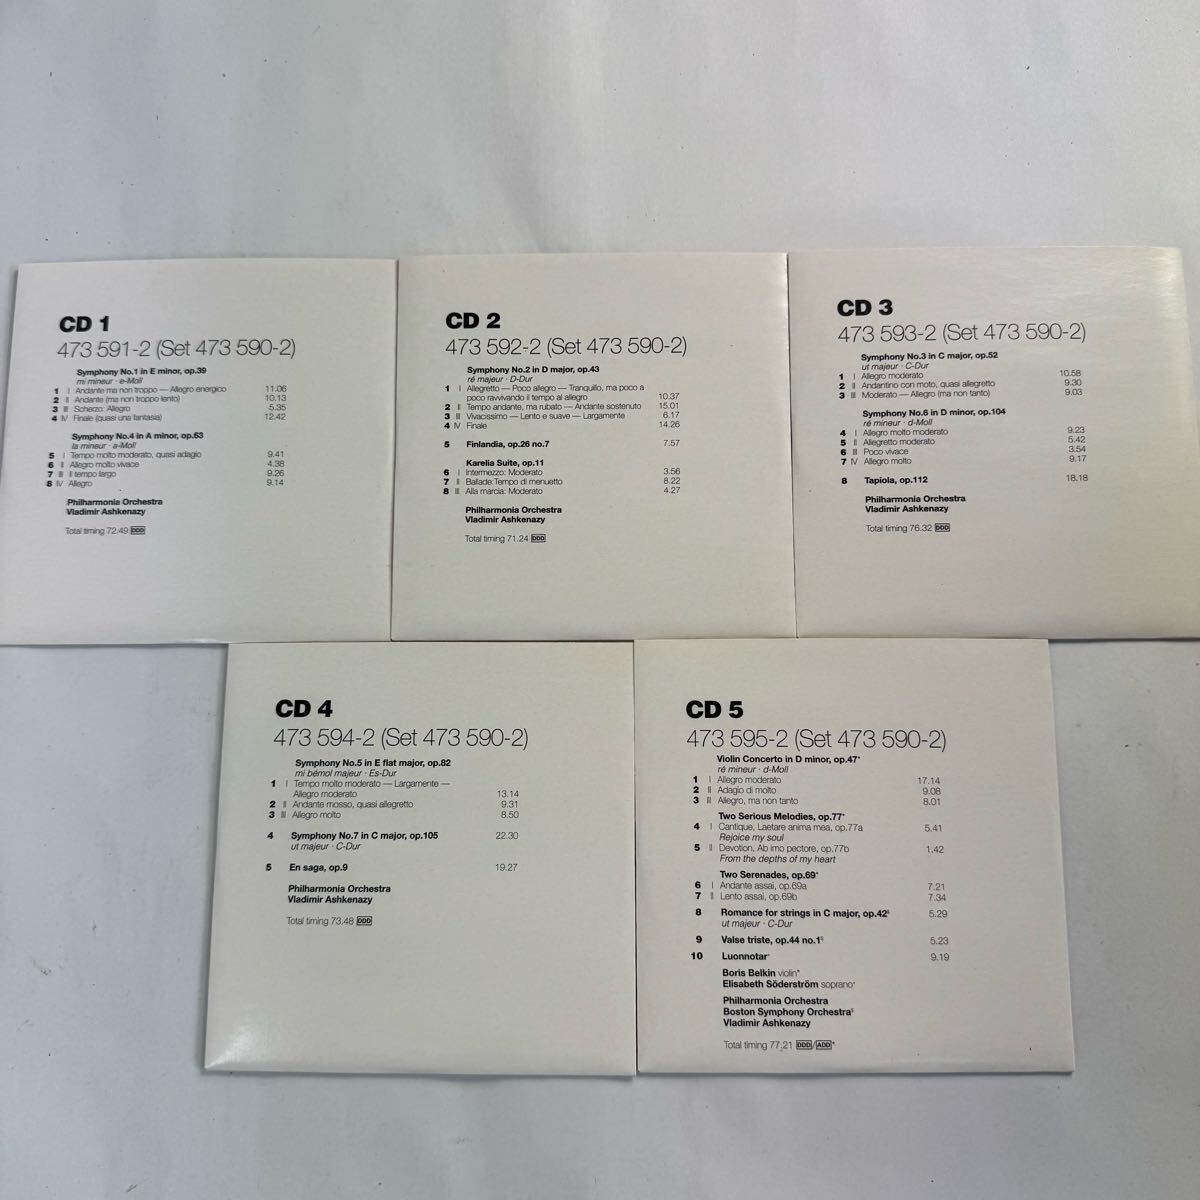 CD 1
473 591-2 (Set 473 590-2)
Symphony No.1 in E minor, op.39
mi mineur · e-Moll
1 I Andante ma non troppo — Allegro energico 11.06
2 II Andante (ma non troppo lento) 10.13
3 III Scherzo: Allegro 5.35
4 IV Finale (quasi una fantasia) 12.42
Symphony No.4 in A minor, op.63
la mineur · a-Moll
5 I Tempo molto moderato, quasi adagio 9.41
6 II Allegro molto vivace 4.38
7 III Il tempo largo 9.26
8 IV Allegro 9.14
Philharmonia Orchestra
Vladimir Ashkenazy
Total timing 72.49 DDD
CD 2
473 592-2 (Set 473 590-2)
Symphony No.2 in D major, op.43
ré majeur · D-Dur
1 I Allegretto — Poco allegro — Tranquillo, ma poco a
poco ravvivando il tempo al allegro 10.37
2 II Tempo andante, ma rubato — Andante sostenuto 15.01
3 III Vivacissimo — Lento e suave — Largamente 6.17
4 IV Finale 14.26
5 Finlandia, op.26 no.7 7.57
Karelia Suite, op.11
6 I Intermezzo: Moderato 3.56
7 II Ballade:Tempo di menuetto 8.22
8 III Alla marcia: Moderato 4.27
Philharmonia Orchestra
Vladimir Ashkenazy
Total timing 71.24 DDD
CD 3
473 593-2 (Set 473 590-2)
Symphony No.3 in C major, op.52
ut majeur · C-Dur
1 I Allegro moderato 10.58
2 II Andantino con moto, quasi allegretto 9.30
3 III Moderato — Allegro (ma non tanto) 9.03
Symphony No.6 in D minor, op.104
ré mineur · d-Moll
4 I Allegro molto moderato 9.23
5 II Allegretto moderato 5.42
6 III Poco vivace 3.54
7 IV Allegro molto 9.17
8 Tapiola, op.112 18.18
Philharmonia Orchestra
Vladimir Ashkenazy
Total timing 76.32 DDD
CD 4
473 594-2 (Set 473 590-2)
Symphony No.5 in E flat major, op.82
mi bémol majeur · Es-Dur
1 I Tempo molto moderato — Largamente —
Allegro moderato 13.14
2 II Andante mosso, quasi allegretto 9.31
3 III Allegro molto 8.50
4 Symphony No.7 in C major, op.105 22.30
ut majeur · C-Dur
5 En saga, op.9 19.27
Philharmonia Orchestra
Vladimir Ashkenazy
Total timing 73.48 DDD
CD 5
473 595-2 (Set 473 590-2)
Violin Concerto in D minor, op.47*
ré mineur · d-Moll
1 I Allegro moderato 17.14
2 II Adagio di molto 9.08
3 III Allegro, ma non tanto 8.01
Two Serious Melodies, op.77*
4 I Cantique, Laetare anima mea, op.77a 5.41
Rejoice my soul
5 II Devotion, Ab imo pectore, op.77b 1.42
From the depths of my heart
Two Serenades, op.69*
6 I Andante assai, op.69a 7.21
7 II Lento assai, op.69b 7.34
8 Romance for strings in C major, op.42§ 5.29
ut majeur · C-Dur
9 Valse triste, op.44 no.1§ 5.23
10 Luonnotar⁺ 9.19
Boris Belkin violin*
Elisabeth Söderström soprano⁺
Philharmonia Orchestra
Boston Symphony Orchestra§
Vladimir Ashkenazy
Total timing 77.21 DDD/ADD*